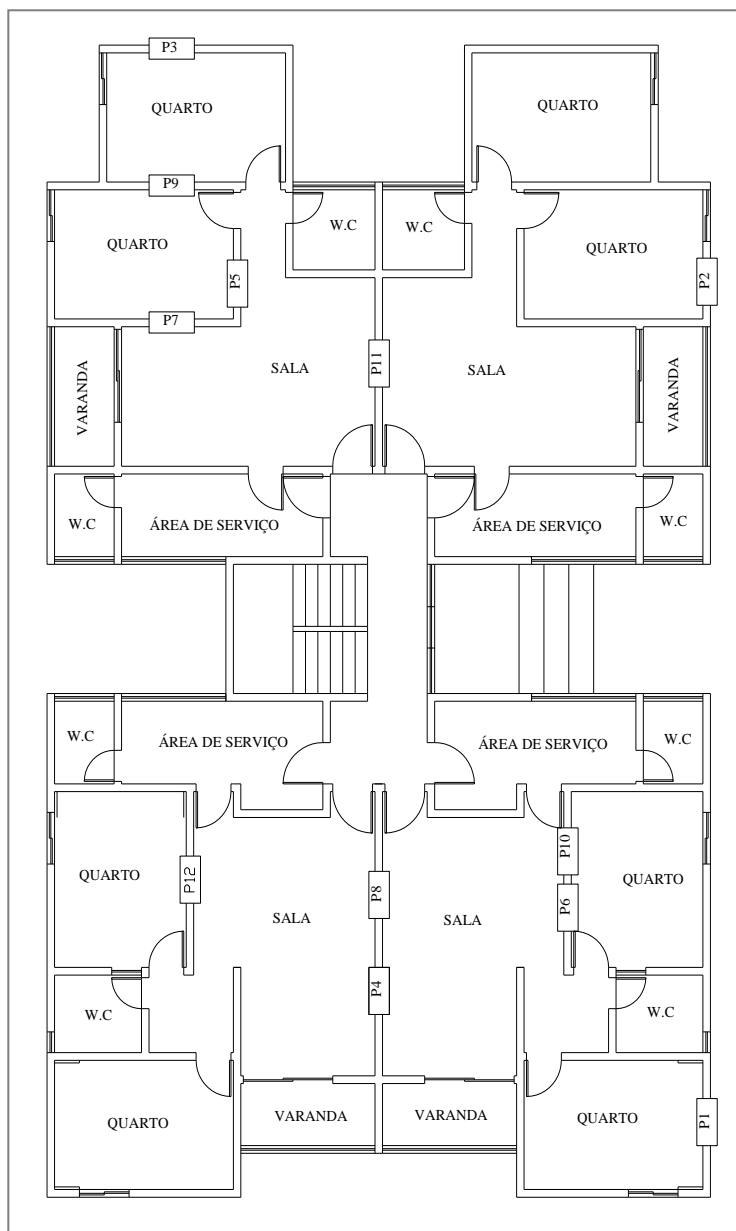 P3
QUARTO
QUARTO
P9
W.C
W.C
QUARTO
QUARTO
P5
P2
P7
P11
SALA
SALA
VARANDA
VARANDA
W.C
ÁREA DE SERVIÇO
ÁREA DE SERVIÇO
W.C
W.C
ÁREA DE SERVIÇO
ÁREA DE SERVIÇO
W.C
P10
QUARTO
P12
P8
P6
QUARTO
SALA
SALA
P4
W.C
W.C
QUARTO
VARANDA
VARANDA
QUARTO
P1